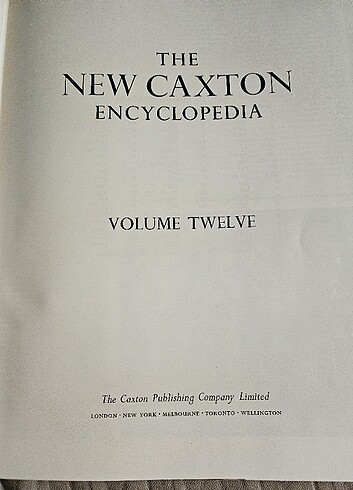 THE
NEW CAXTON
ENCYCLOPEDIA
VOLUME TWELVE
The Caxton Publishing Company Limited
LONDON · NEW YORK · MELBOURNE · TORONTO · WELLINGTON